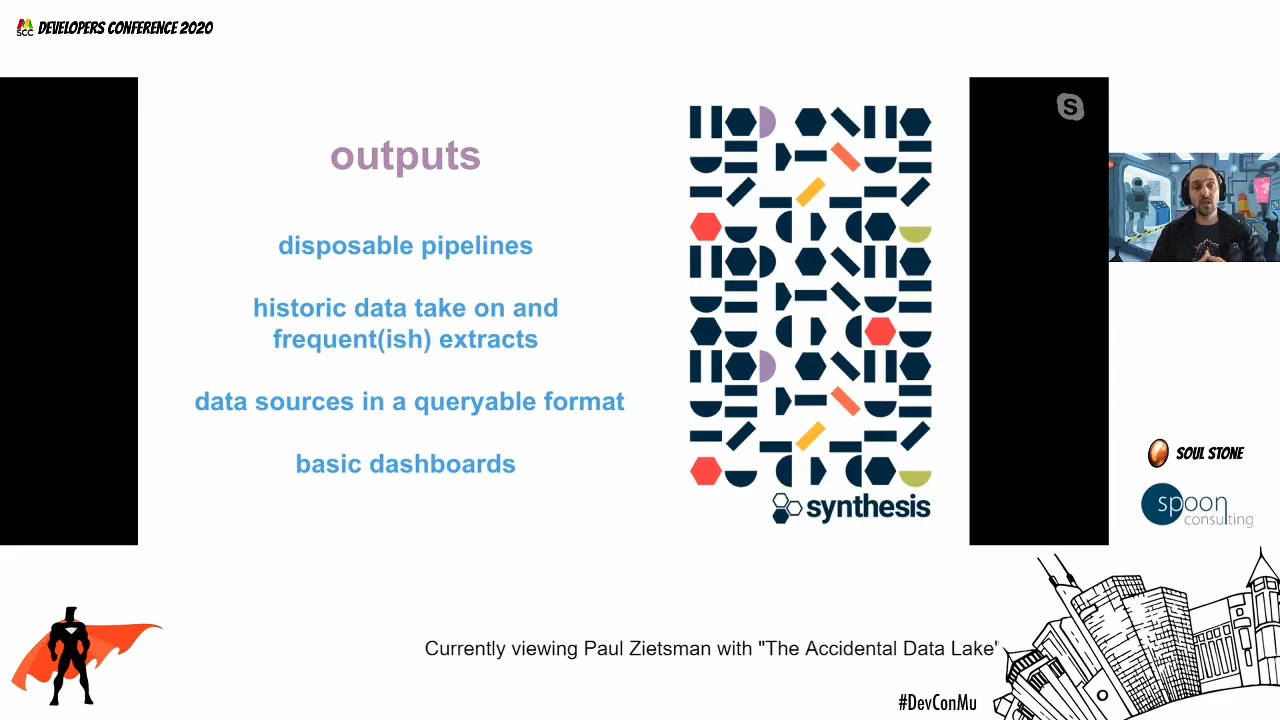 SCC DEVELOPERS CONFERENCE 2020
S
outputs
disposable pipelines
historic data take on and
frequent(ish) extracts
data sources in a queryable format
basic dashboards
synthesis
SOUL STONE
spoon
consulting
Currently viewing Paul Zietsman with "The Accidental Data Lake"
#DevConMu